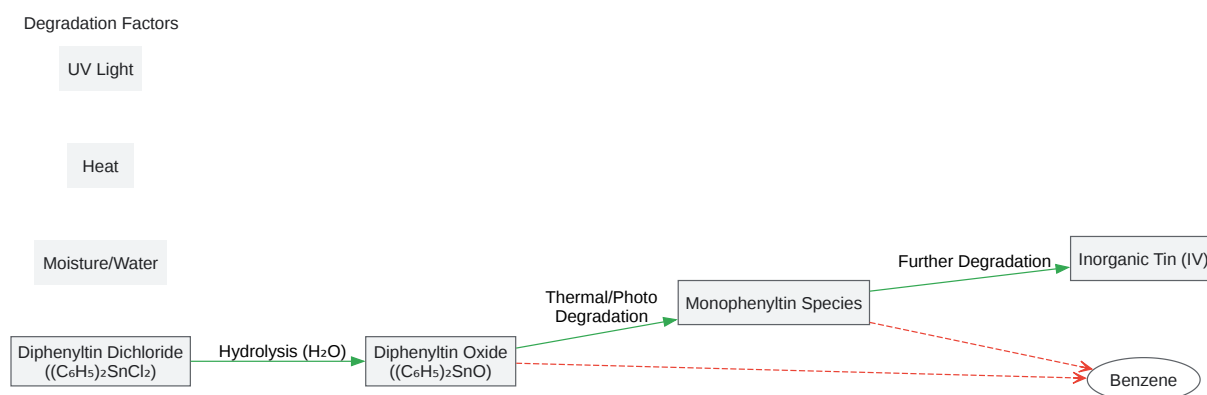 Degradation Factors
UV Light
Heat
Moisture/Water
Diphenyltin Dichloride
((C₆H₅)₂SnCl₂)
Hydrolysis (H₂O)
Diphenyltin Oxide
((C₆H₅)₂SnO)
Thermal/Photo
Degradation
Monophenyltin Species
Further Degradation
Inorganic Tin (IV)
Benzene